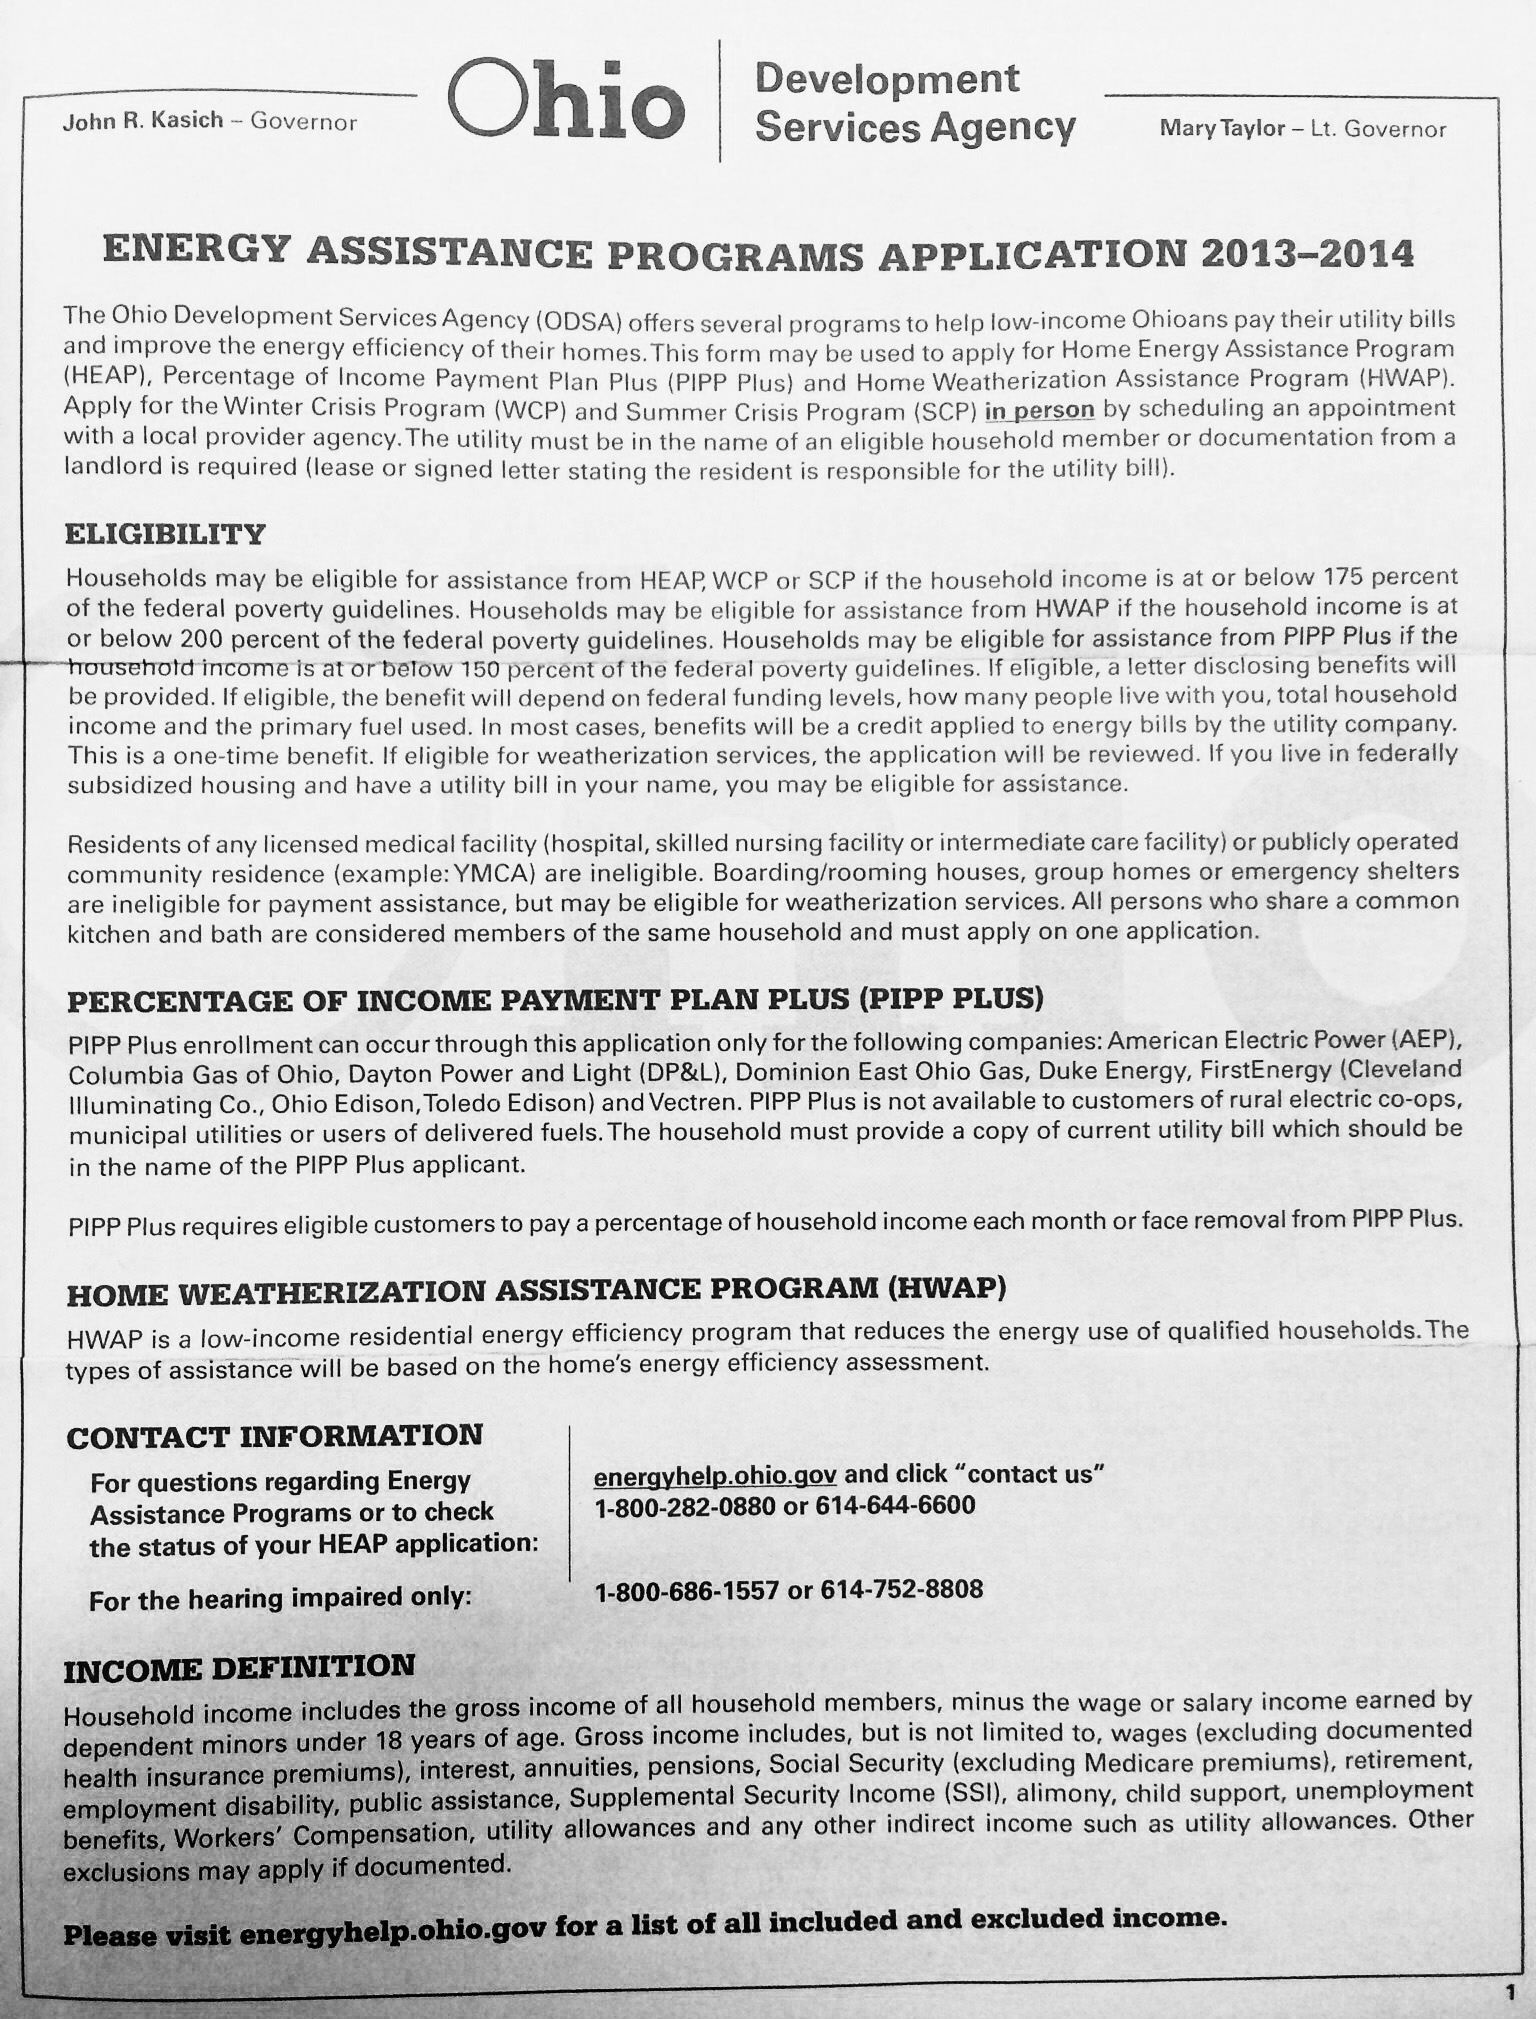 John R. Kasich – Governor
Ohio
Development
Services Agency
Mary Taylor – Lt. Governor
ENERGY ASSISTANCE PROGRAMS APPLICATION 2013–2014
The Ohio Development Services Agency (ODSA) offers several programs to help low-income Ohioans pay their utility bills
and improve the energy efficiency of their homes. This form may be used to apply for Home Energy Assistance Program
(HEAP), Percentage of Income Payment Plan Plus (PIPP Plus) and Home Weatherization Assistance Program (HWAP).
Apply for the Winter Crisis Program (WCP) and Summer Crisis Program (SCP) in person by scheduling an appointment
with a local provider agency. The utility must be in the name of an eligible household member or documentation from a
landlord is required (lease or signed letter stating the resident is responsible for the utility bill).
ELIGIBILITY
Households may be eligible for assistance from HEAP, WCP or SCP if the household income is at or below 175 percent
of the federal poverty guidelines. Households may be eligible for assistance from HWAP if the household income is at
or below 200 percent of the federal poverty guidelines. Households may be eligible for assistance from PIPP Plus if the
household income is at or below 150 percent of the federal poverty guidelines. If eligible, a letter disclosing benefits will
be provided. If eligible, the benefit will depend on federal funding levels, how many people live with you, total household
income and the primary fuel used. In most cases, benefits will be a credit applied to energy bills by the utility company.
This is a one-time benefit. If eligible for weatherization services, the application will be reviewed. If you live in federally
subsidized housing and have a utility bill in your name, you may be eligible for assistance.
Residents of any licensed medical facility (hospital, skilled nursing facility or intermediate care facility) or publicly operated
community residence (example: YMCA) are ineligible. Boarding/rooming houses, group homes or emergency shelters
are ineligible for payment assistance, but may be eligible for weatherization services. All persons who share a common
kitchen and bath are considered members of the same household and must apply on one application.
PERCENTAGE OF INCOME PAYMENT PLAN PLUS (PIPP PLUS)
PIPP Plus enrollment can occur through this application only for the following companies: American Electric Power (AEP),
Columbia Gas of Ohio, Dayton Power and Light (DP&L), Dominion East Ohio Gas, Duke Energy, FirstEnergy (Cleveland
Illuminating Co., Ohio Edison, Toledo Edison) and Vectren. PIPP Plus is not available to customers of rural electric co-ops,
municipal utilities or users of delivered fuels. The household must provide a copy of current utility bill which should be
in the name of the PIPP Plus applicant.
PIPP Plus requires eligible customers to pay a percentage of household income each month or face removal from PIPP Plus.
HOME WEATHERIZATION ASSISTANCE PROGRAM (HWAP)
HWAP is a low-income residential energy efficiency program that reduces the energy use of qualified households. The
types of assistance will be based on the home's energy efficiency assessment.
CONTACT INFORMATION
For questions regarding Energy
Assistance Programs or to check
the status of your HEAP application:
energyhelp.ohio.gov and click "contact us"
1-800-282-0880 or 614-644-6600
For the hearing impaired only:
1-800-686-1557 or 614-752-8808
INCOME DEFINITION
Household income includes the gross income of all household members, minus the wage or salary income earned by
dependent minors under 18 years of age. Gross income includes, but is not limited to, wages (excluding documented
health insurance premiums), interest, annuities, pensions, Social Security (excluding Medicare premiums), retirement,
employment disability, public assistance, Supplemental Security Income (SSI), alimony, child support, unemployment
benefits, Workers' Compensation, utility allowances and any other indirect income such as utility allowances. Other
exclusions may apply if documented.
Please visit energyhelp.ohio.gov for a list of all included and excluded income.
1